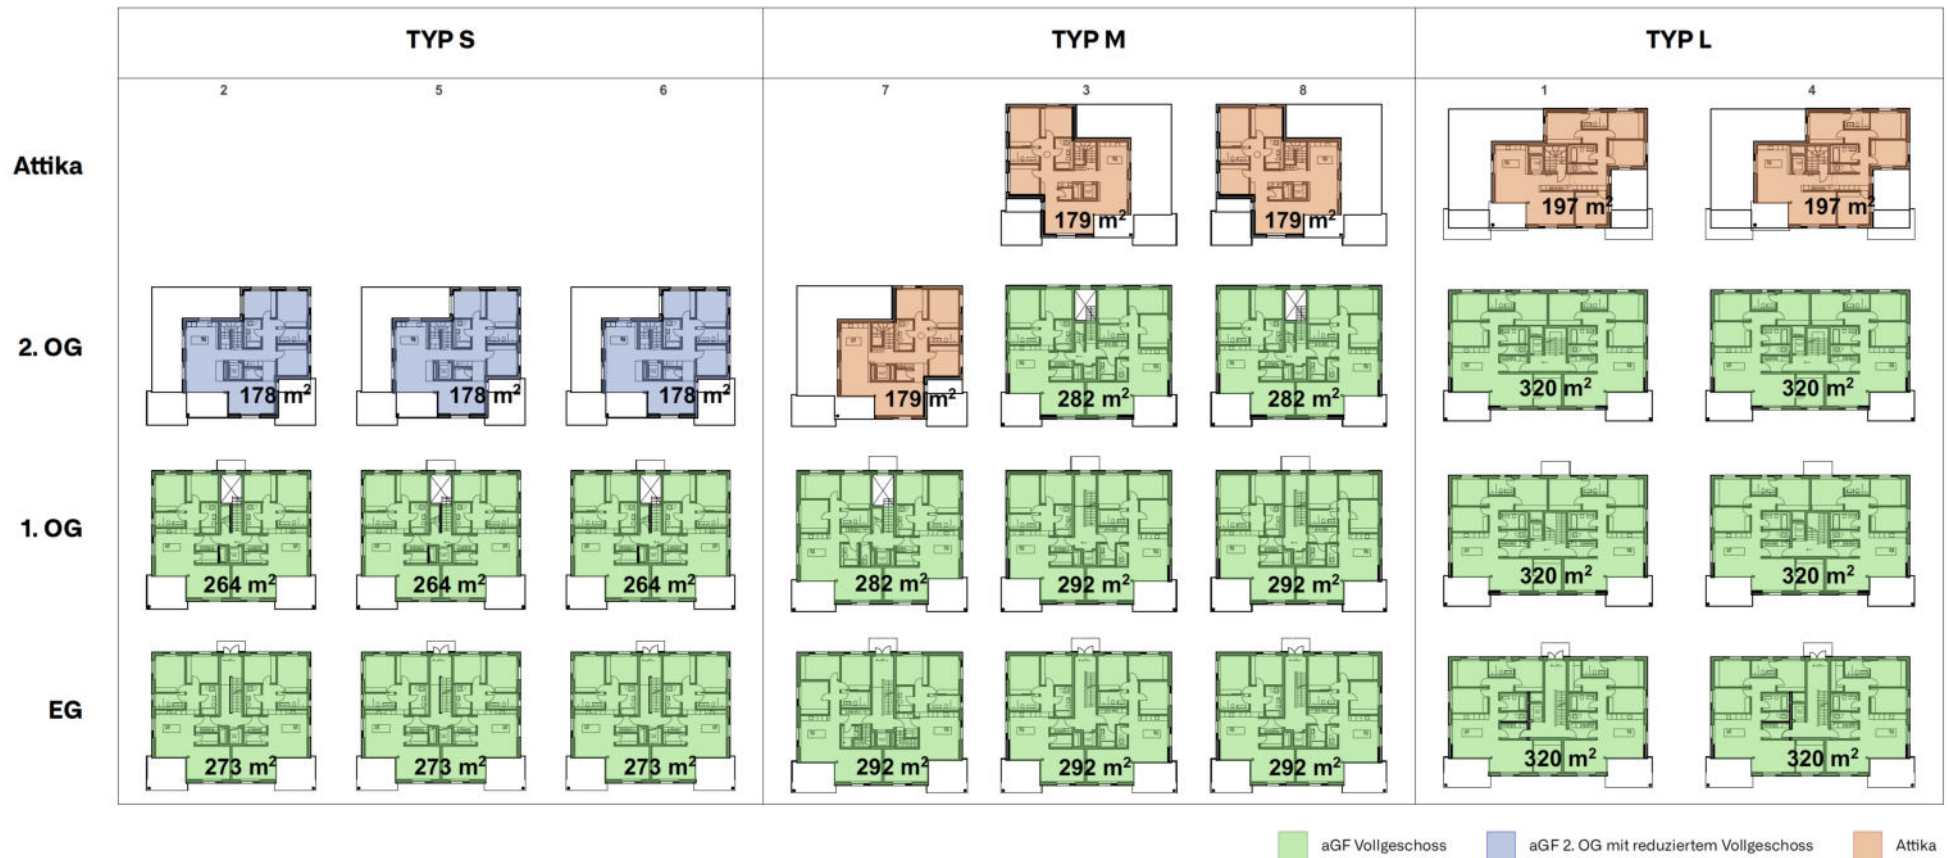 TYP S TYP M TYP L
2 5 6 7 3 8 1 4
Attika
179 m² 179 m² 197 m² 197 m²
2. OG
178 m² 178 m² 178 m² 179 m² 282 m² 282 m² 320 m² 320 m²
1. OG
264 m² 264 m² 264 m² 282 m² 292 m² 292 m² 320 m² 320 m²
EG
273 m² 273 m² 273 m² 292 m² 292 m² 292 m² 320 m² 320 m²
aGF Vollgeschoss aGF 2. OG mit reduziertem Vollgeschoss Attika